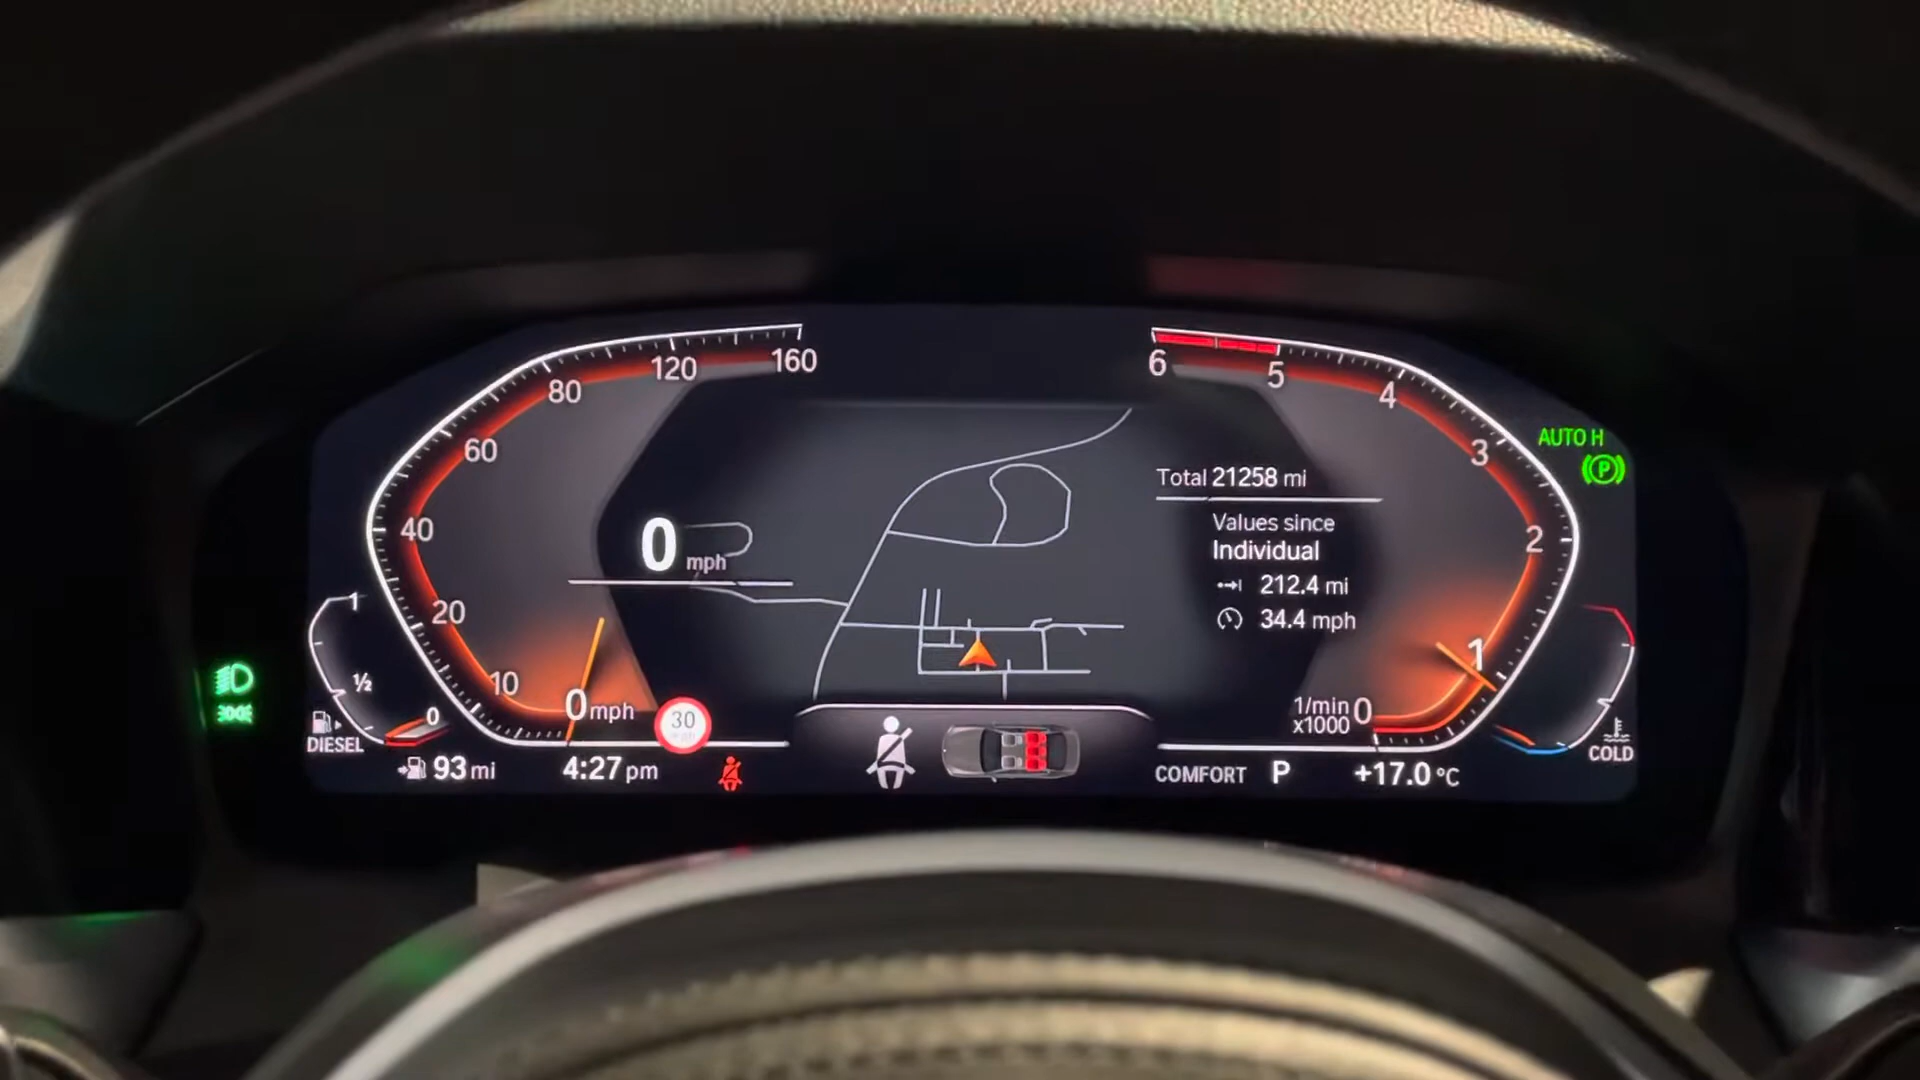 160
120
80
60
40
20
10
0 mph
0 mph
30
1
½
0
DIESEL
93 mi
4:27 pm
Total 21258 mi
Values since
Individual
212.4 mi
34.4 mph
6
5
4
3
2
1
0
1/min
x1000
AUTO H
P
COLD
COMFORT P +17.0 °C